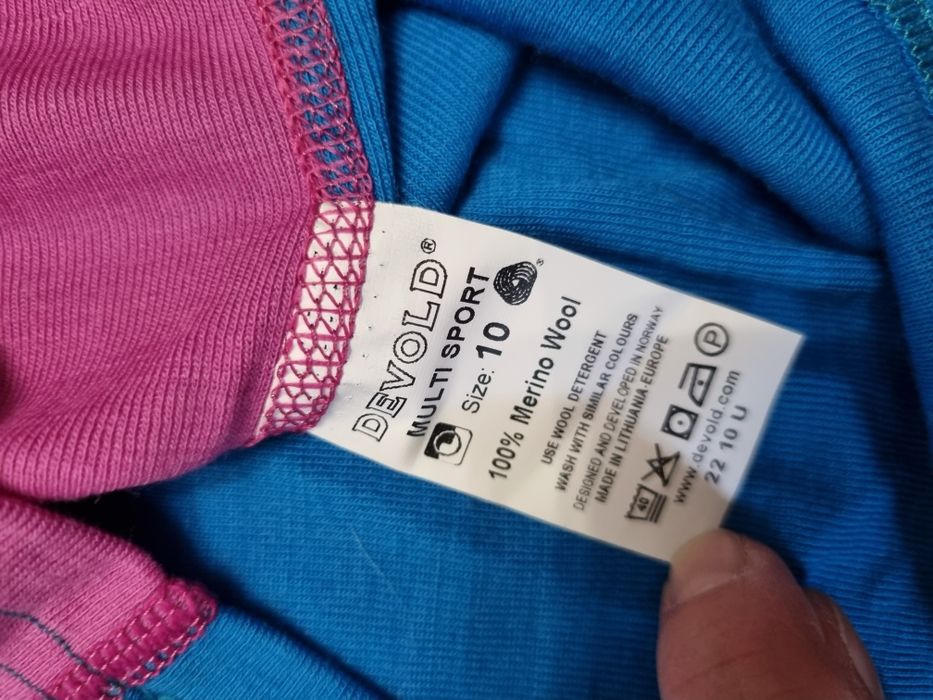 DEVOLD®
MULTI SPORT
Size: 10
100% Merino Wool
USE WOOL DETERGENT
WASH WITH SIMILAR COLOURS
DESIGNED AND DEVELOPED IN NORWAY
MADE IN LITHUANIA-EUROPE
40 P
www.devold.com
22 10 U